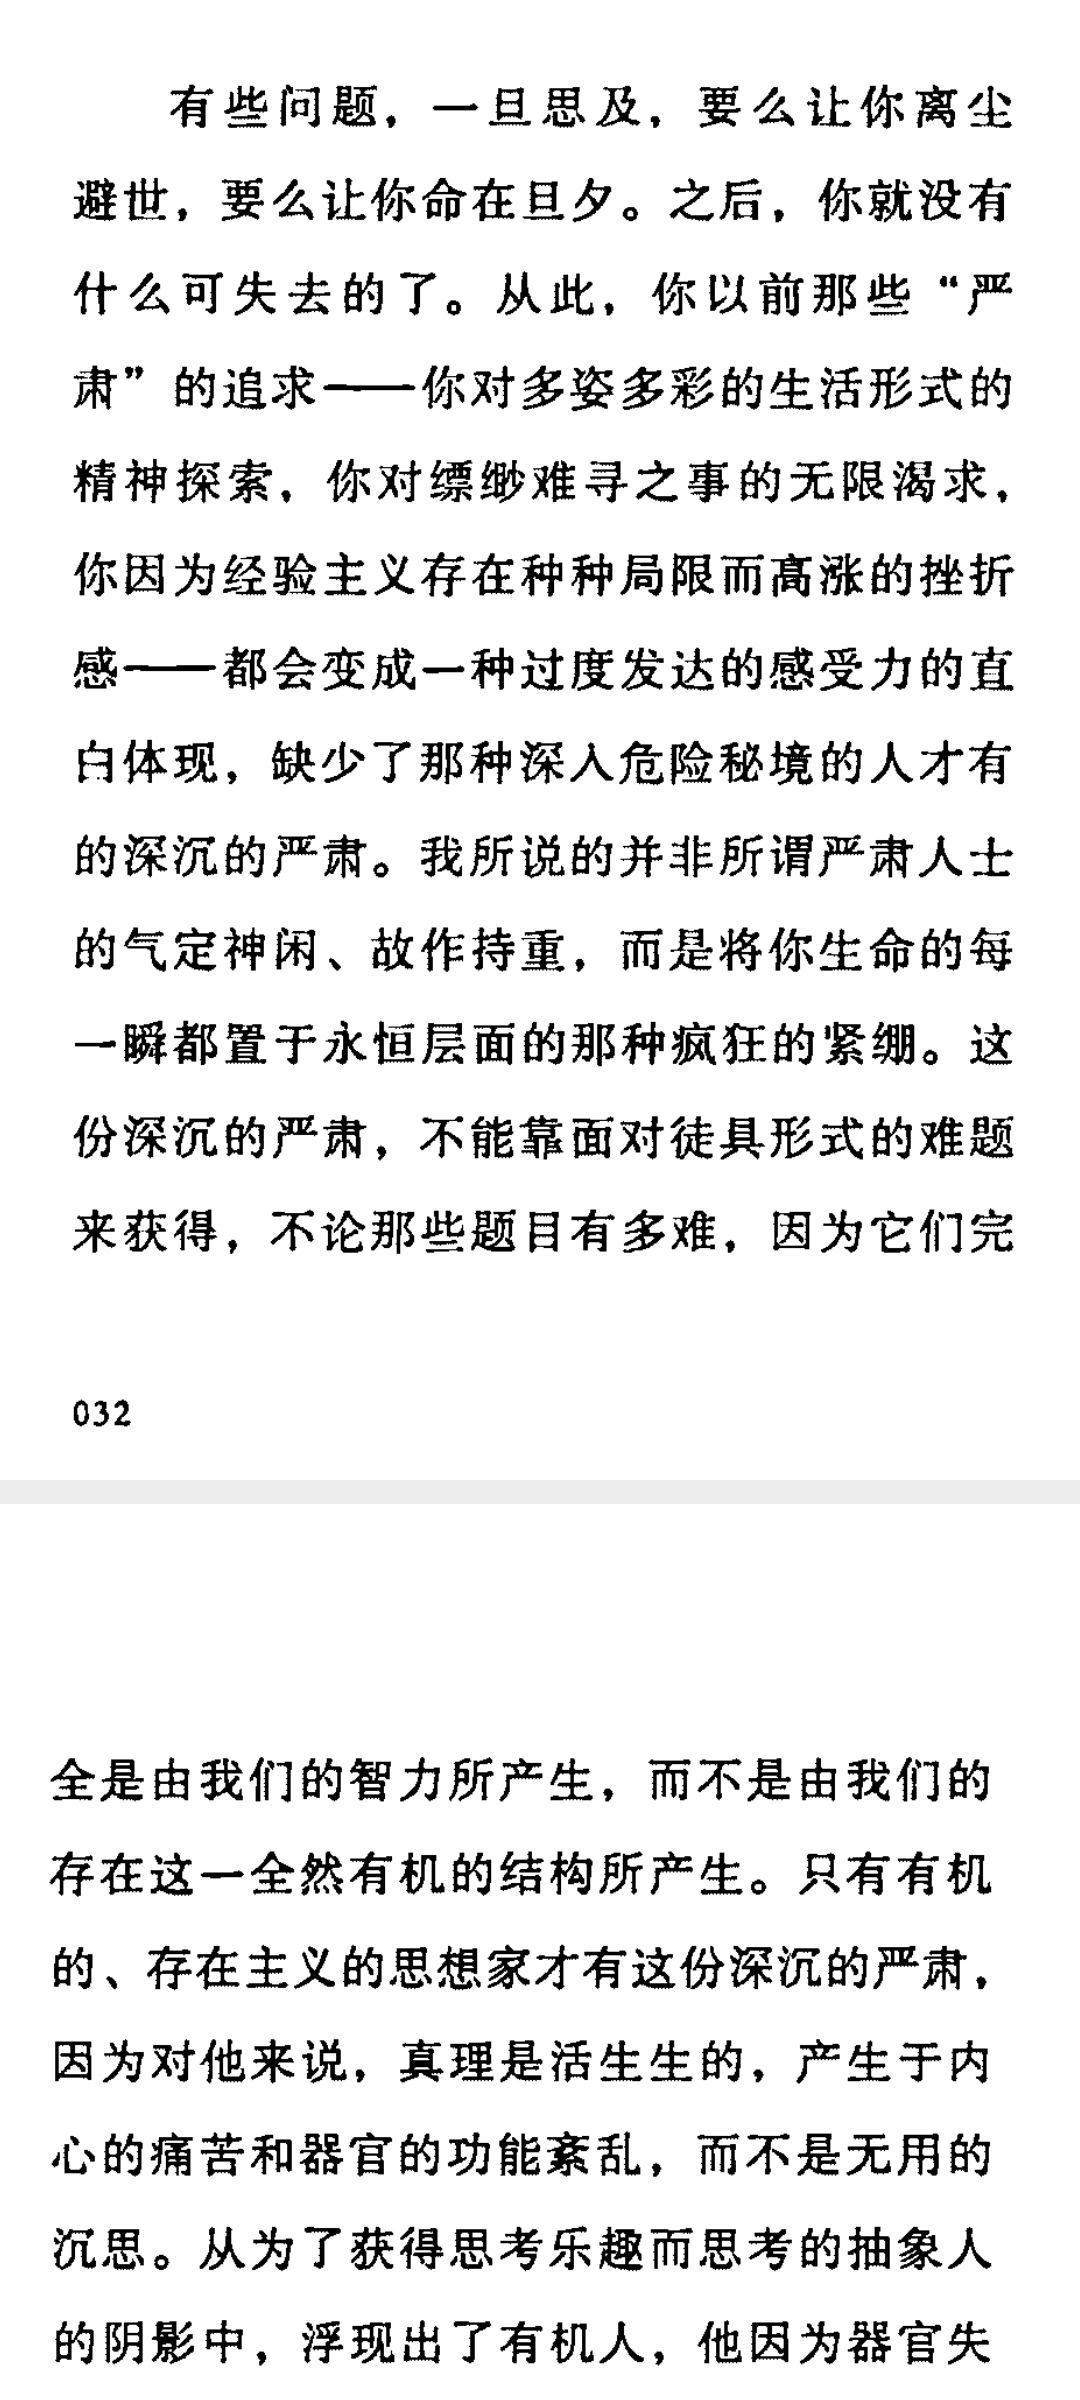 有些问题，一旦思及，要么让你离尘
避世，要么让你命在旦夕。之后，你就没有
什么可失去的了。从此，你以前那些“严
肃”的追求——你对多姿多彩的生活形式的
精神探索，你对缥缈难寻之事的无限渴求，
你因为经验主义存在种种局限而高涨的挫折
感——都会变成一种过度发达的感受力的直
白体现，缺少了那种深入危险秘境的人才有
的深沉的严肃。我所说的并非所谓严肃人士
的气定神闲、故作持重，而是将你生命的每
一瞬都置于永恒层面的那种疯狂的紧绷。这
份深沉的严肃，不能靠面对徒具形式的难题
来获得，不论那些题目有多难，因为它们完
032
全是由我们的智力所产生，而不是由我们的
存在这一全然有机的结构所产生。只有有机
的、存在主义的思想家才有这份深沉的严肃，
因为对他来说，真理是活生生的，产生于内
心的痛苦和器官的功能紊乱，而不是无用的
沉思。从为了获得思考乐趣而思考的抽象人
的阴影中，浮现出了有机人，他因为器官失